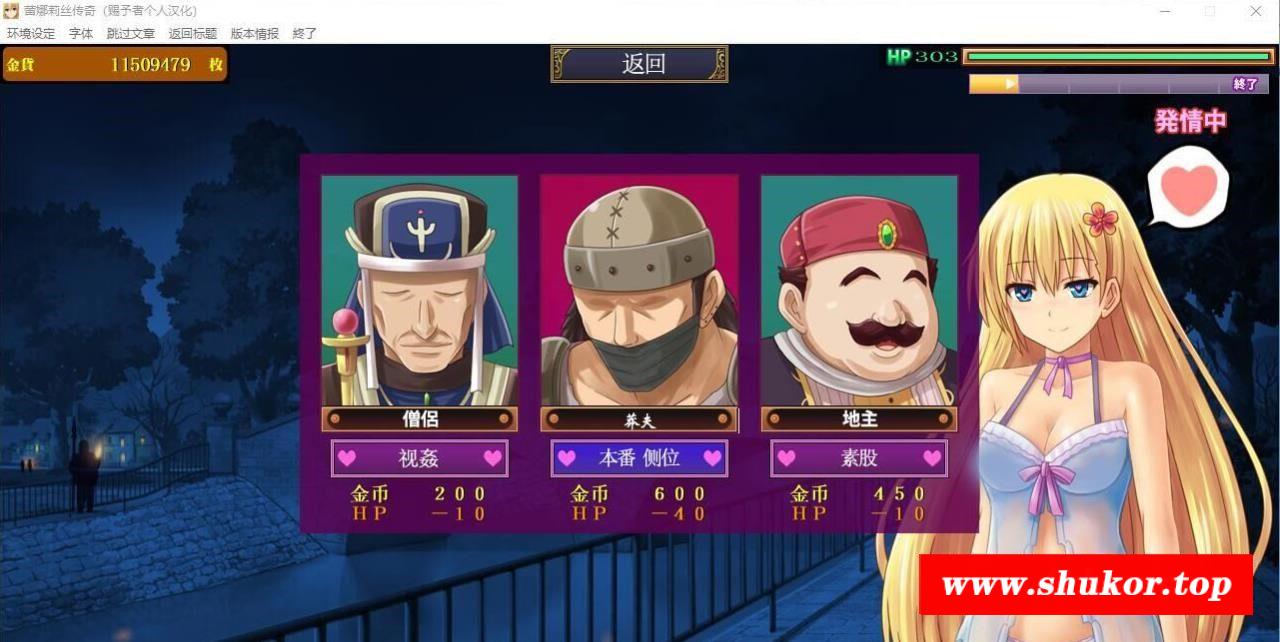 茵娜莉丝传奇（赐予者个人汉化）
环境设定 字体 跳过文章 返回标题 版本情报 终了
金貨 11509479 枚
返回
HP 303
終了
発情中
僧侣 莽夫 地主
视姦 本番 侧位 素股
金币 200 金币 600 金币 450
HP －10 HP －40 HP －10
www.shukor.top